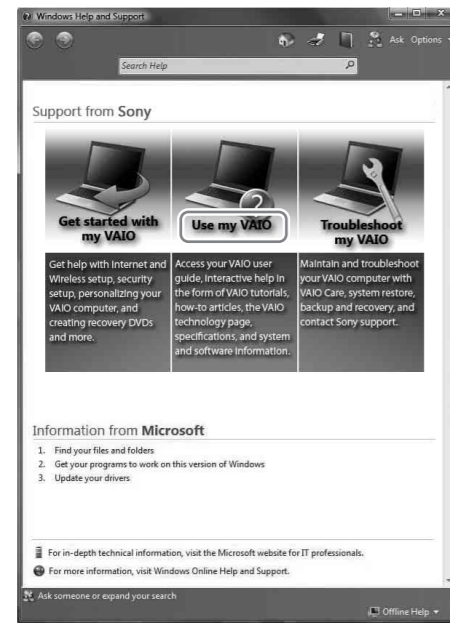 Windows Help and Support
Ask Options
Search Help
Support from Sony
Get started with
my VAIO
Get help with Internet and
Wireless setup, security
setup, personalizing your
VAIO computer, and
creating recovery DVDs
and more.
Use my VAIO
Access your VAIO user
guide, interactive help in
the form of VAIO tutorials,
how-to articles, the VAIO
technology page,
specifications, and system
and software information.
Troubleshoot
my VAIO
Maintain and troubleshoot
your VAIO computer with
VAIO Care, system restore,
backup and recovery, and
contact Sony support.
Information from Microsoft
1. Find your files and folders
2. Get your programs to work on this version of Windows
3. Update your drivers
For in-depth technical information, visit the Microsoft website for IT professionals.
For more information, visit Windows Online Help and Support.
Ask someone or expand your search
Offline Help